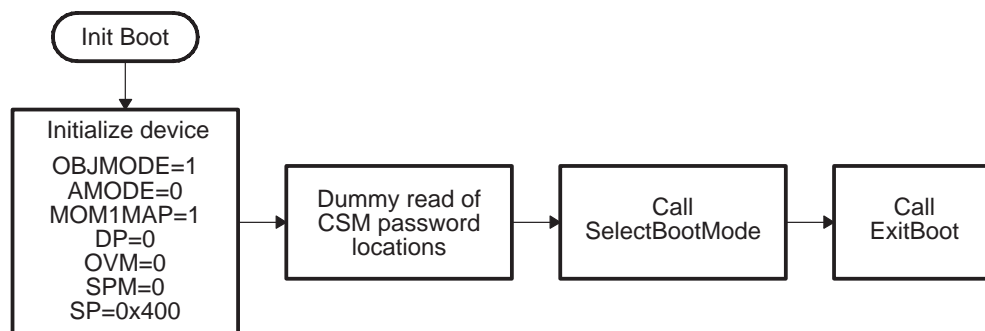 Init Boot
Initialize device
OBJMODE=1
AMODE=0
MOM1MAP=1
DP=0
OVM=0
SPM=0
SP=0x400
Dummy read of
CSM password
locations
Call
SelectBootMode
Call
ExitBoot